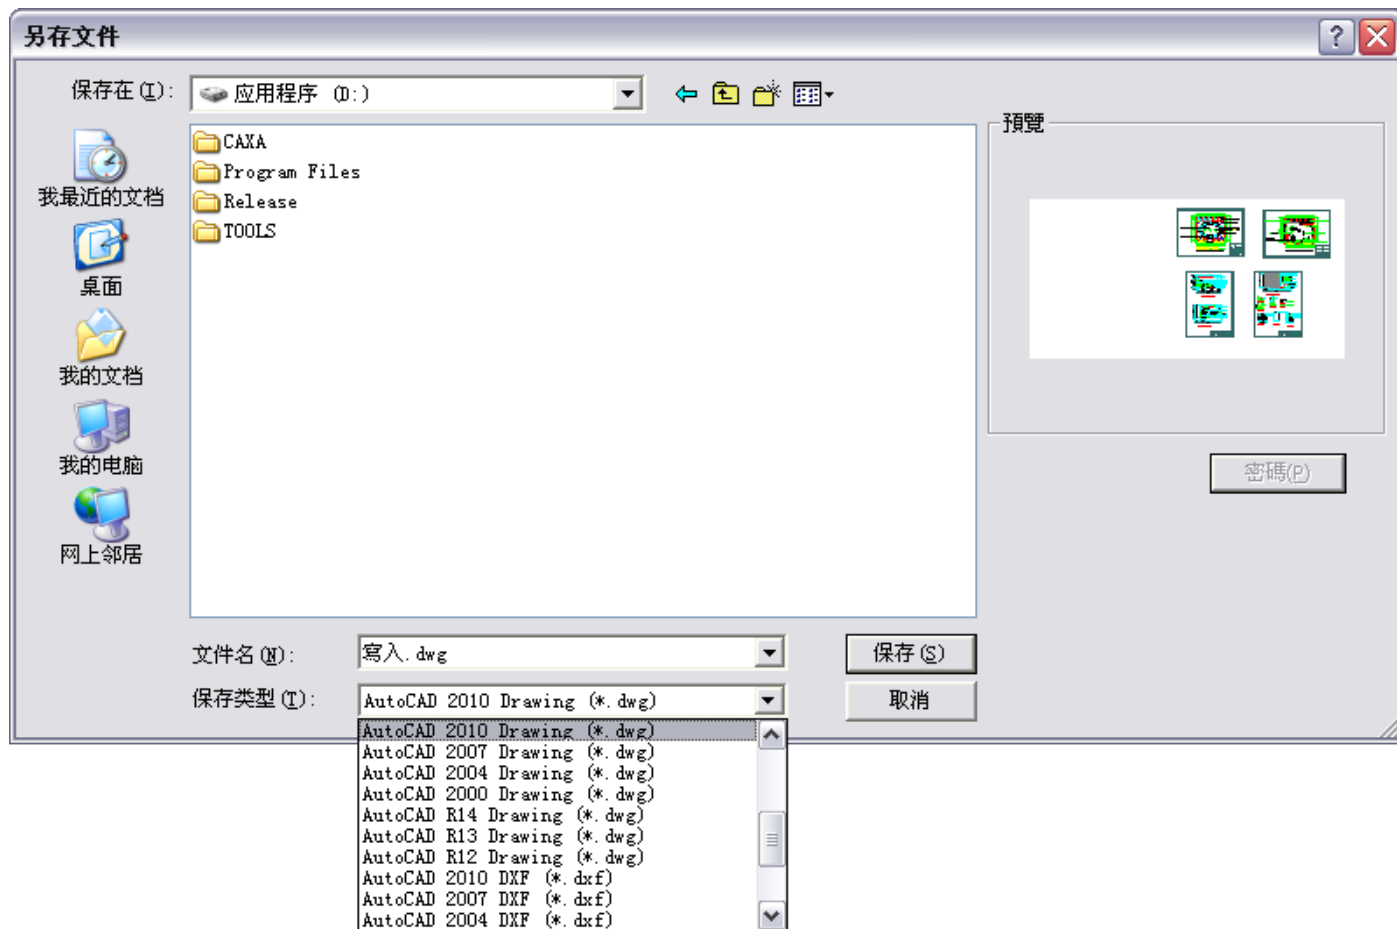 另存文件
保存在(I):
应用程序 (D:)
預覽
CAXA
Program Files
Release
TOOLS
我最近的文档
桌面
我的文档
我的电脑
网上邻居
密碼(P)
文件名(N):
寫入.dwg
保存(S)
保存类型(T):
AutoCAD 2010 Drawing (*.dwg)
取消
AutoCAD 2010 Drawing (*.dwg)
AutoCAD 2007 Drawing (*.dwg)
AutoCAD 2004 Drawing (*.dwg)
AutoCAD 2000 Drawing (*.dwg)
AutoCAD R14 Drawing (*.dwg)
AutoCAD R13 Drawing (*.dwg)
AutoCAD R12 Drawing (*.dwg)
AutoCAD 2010 DXF (*.dxf)
AutoCAD 2007 DXF (*.dxf)
AutoCAD 2004 DXF (*.dxf)